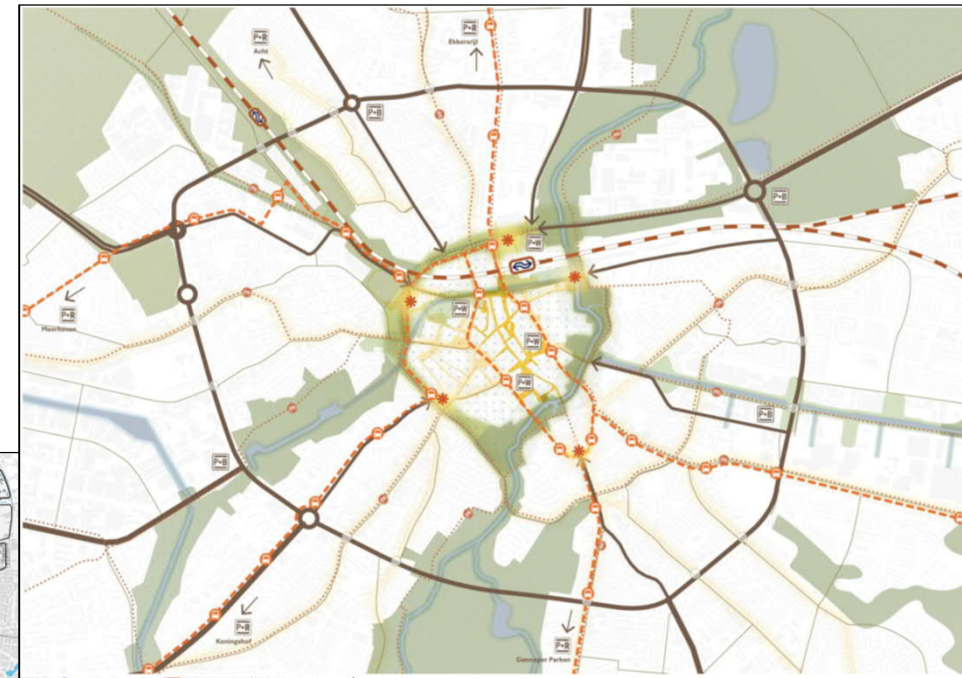 P+R
Acht
P+R
Ekkersrijt
P+B
P+B
P+W
P+R
Meerhoven
P+W
P+W
P+W
P+B
P+B
P+R
Koningshof
P+R
Genneper Parken